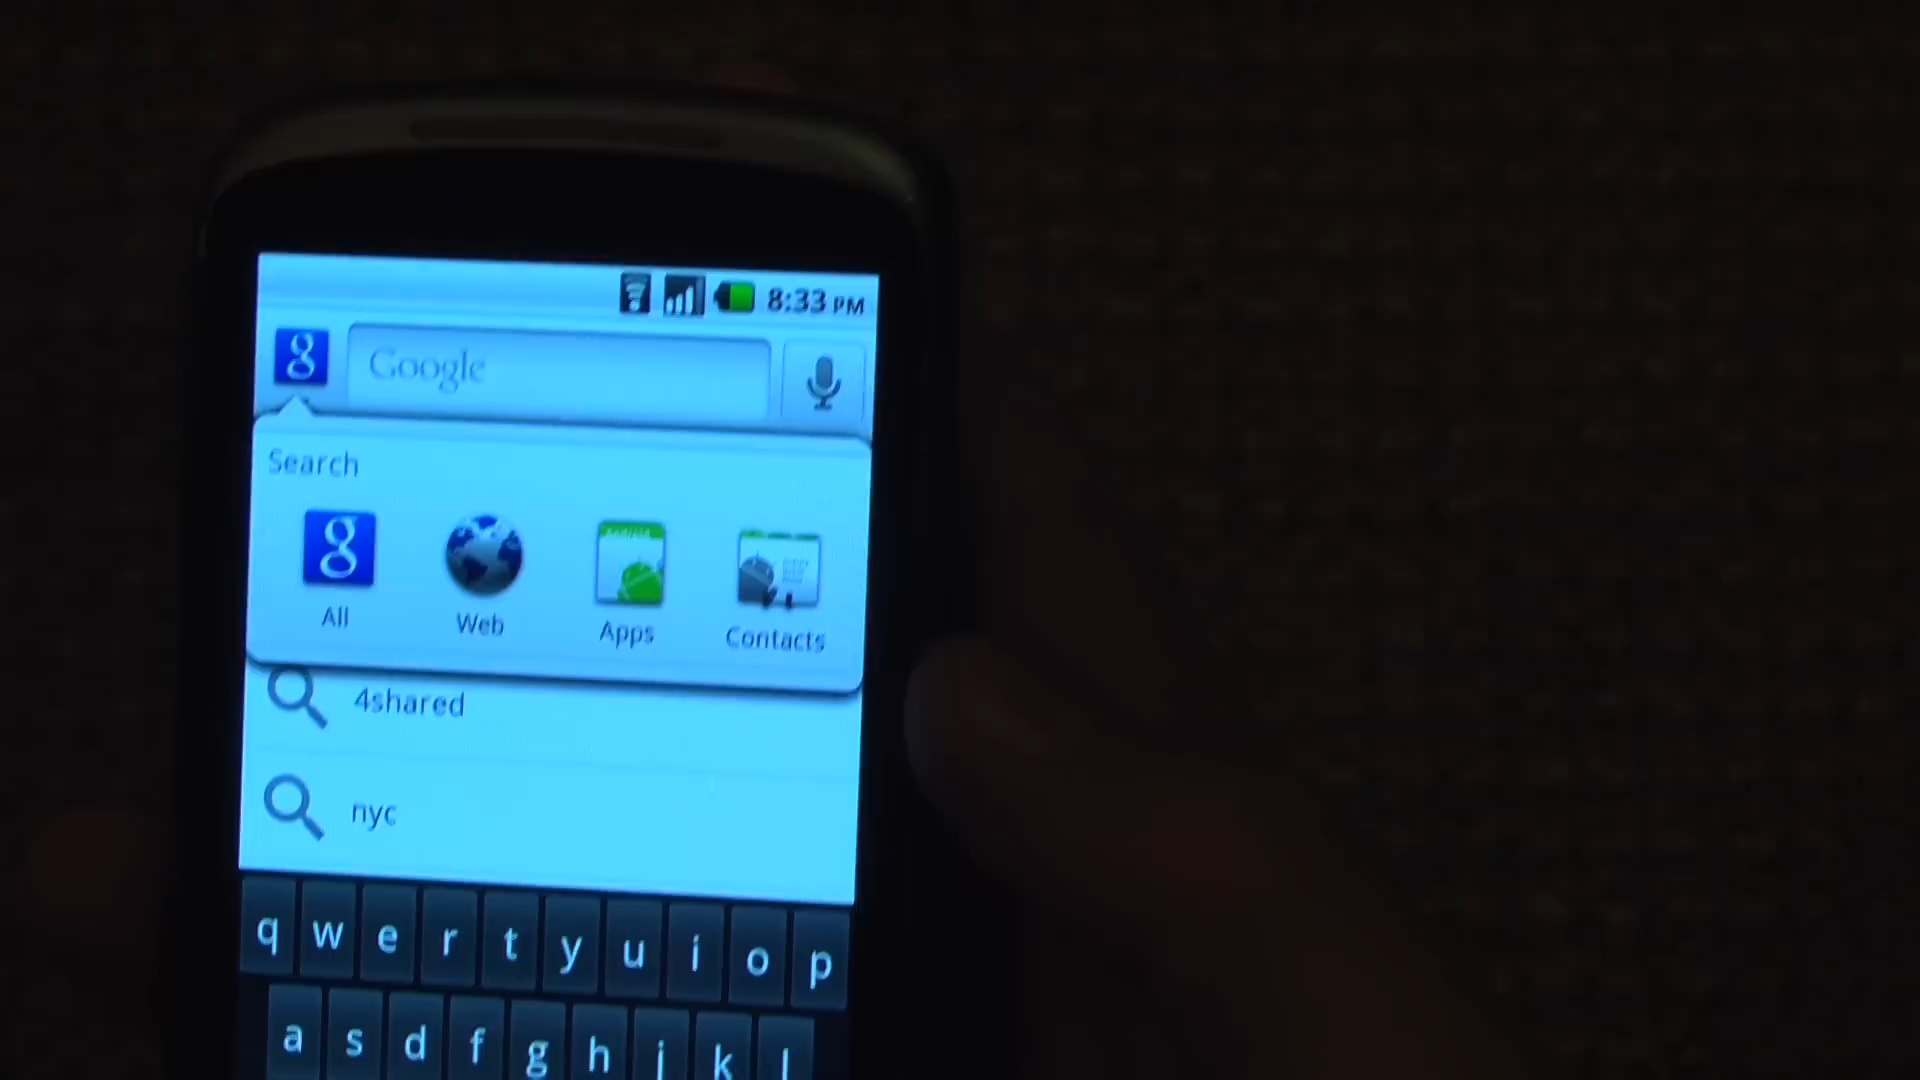 8:33 PM
g Google
Search
g
All Web Apps Contacts
4shared
nyc
q w e r t y u i o p
a s d f g h j k l